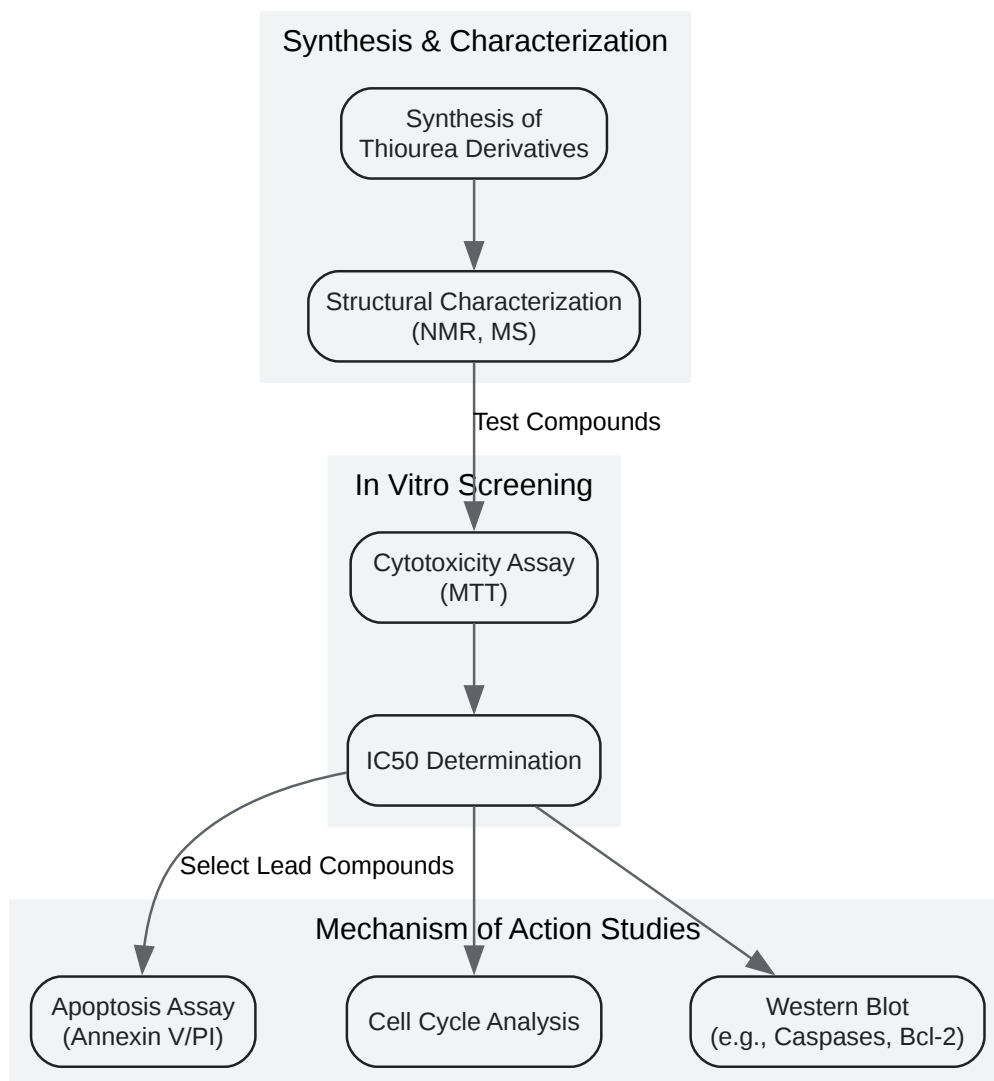 Synthesis & Characterization
Synthesis of
Thiourea Derivatives
Structural Characterization
(NMR, MS)
Test Compounds
In Vitro Screening
Cytotoxicity Assay
(MTT)
IC50 Determination
Select Lead Compounds
Mechanism of Action Studies
Apoptosis Assay
(Annexin V/PI)
Cell Cycle Analysis
Western Blot
(e.g., Caspases, Bcl-2)